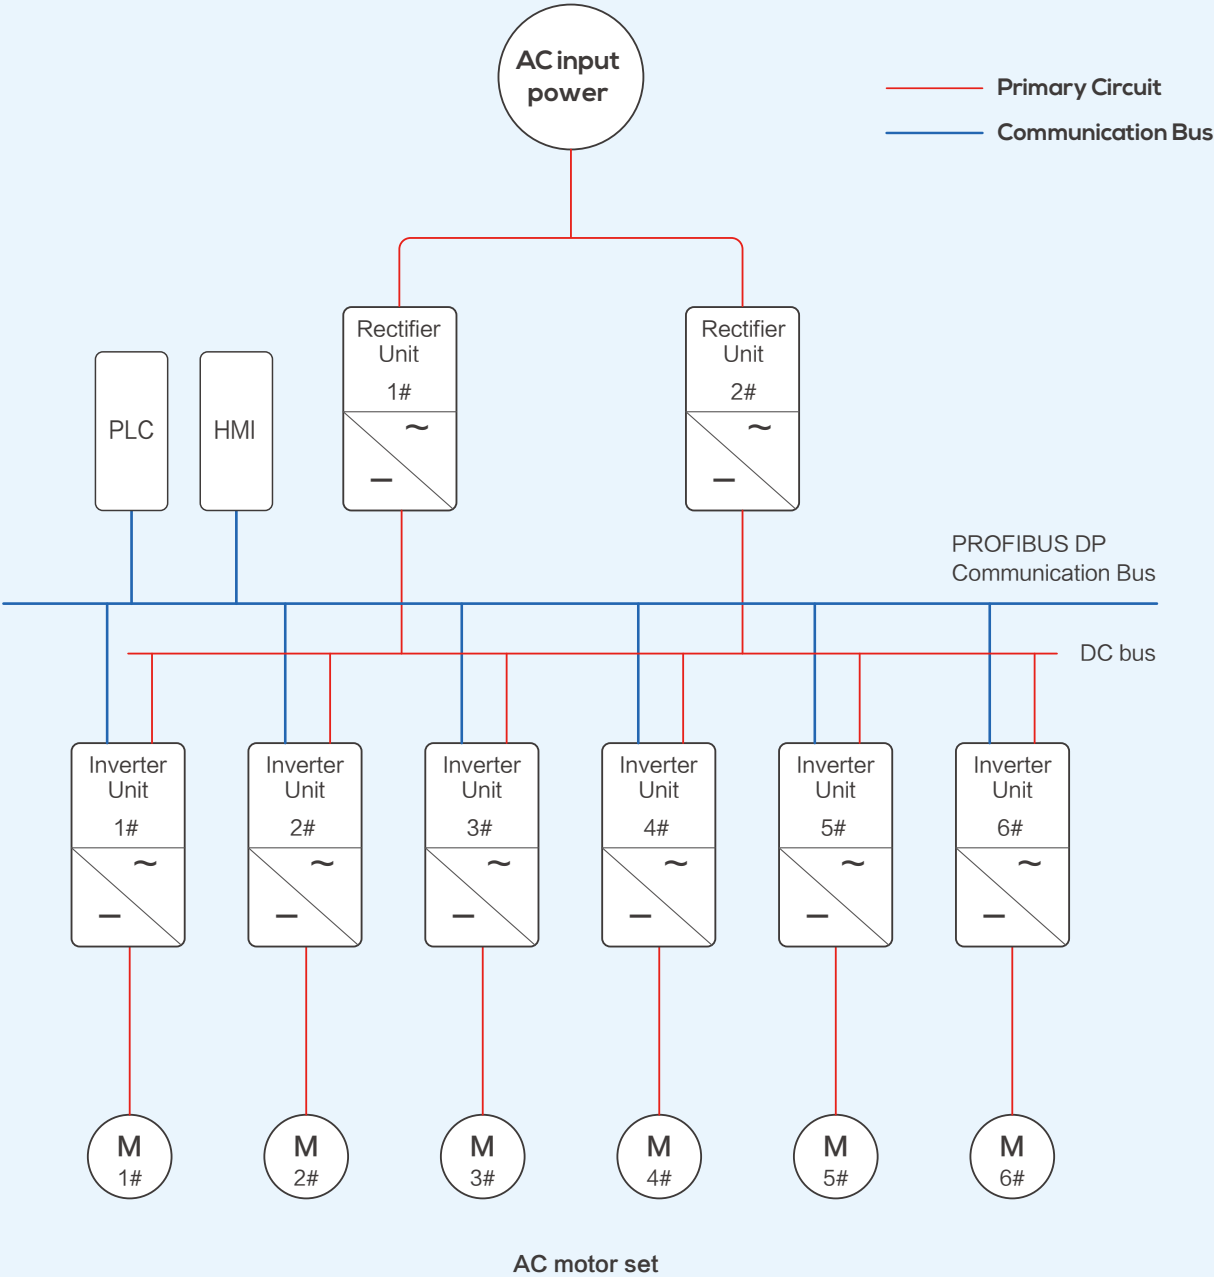 AC input
power
Primary Circuit
Communication Bus
Rectifier
Unit
1#
~
–
Rectifier
Unit
2#
~
–
PLC
HMI
PROFIBUS DP
Communication Bus
DC bus
Inverter
Unit
1#
~
–
Inverter
Unit
2#
~
–
Inverter
Unit
3#
~
–
Inverter
Unit
4#
~
–
Inverter
Unit
5#
~
–
Inverter
Unit
6#
~
–
M
1#
M
2#
M
3#
M
4#
M
5#
M
6#
AC motor set